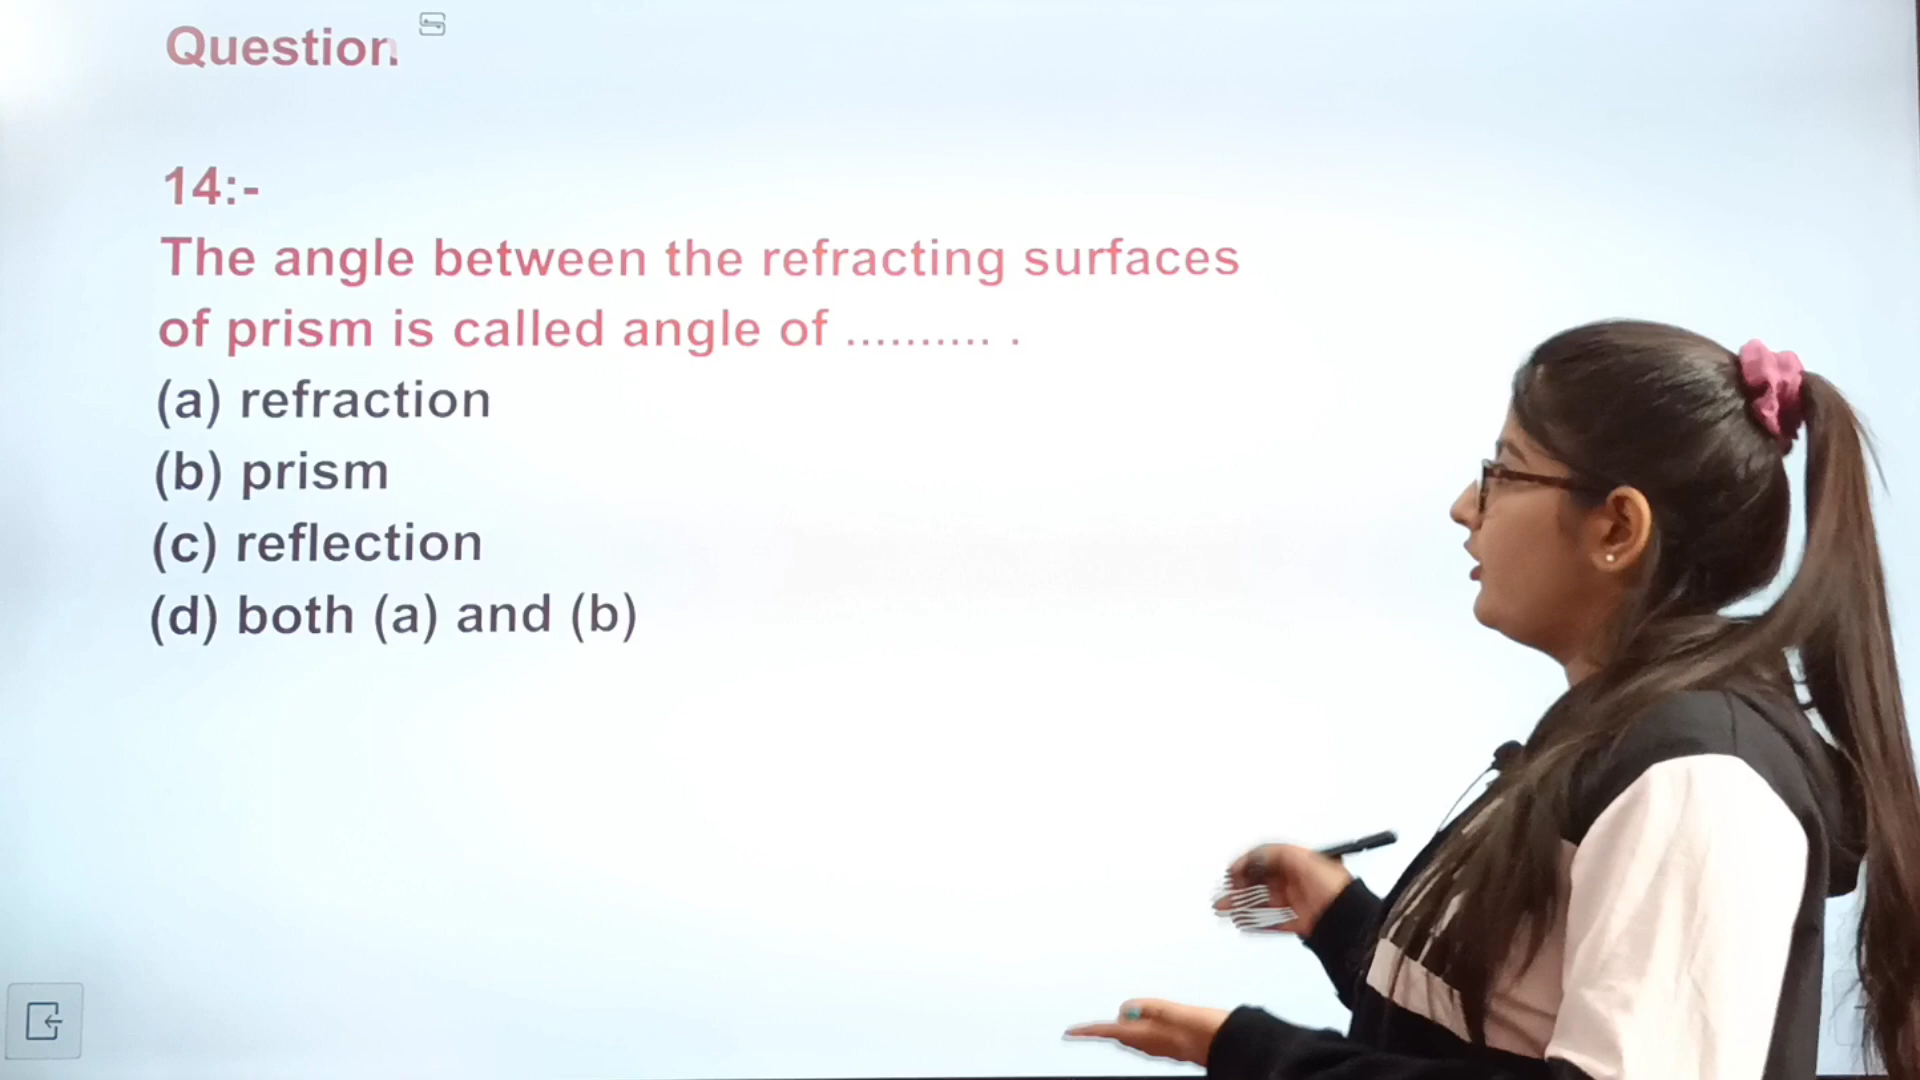 Question
14:-
The angle between the refracting surfaces
of prism is called angle of .......... .
(a) refraction
(b) prism
(c) reflection
(d) both (a) and (b)